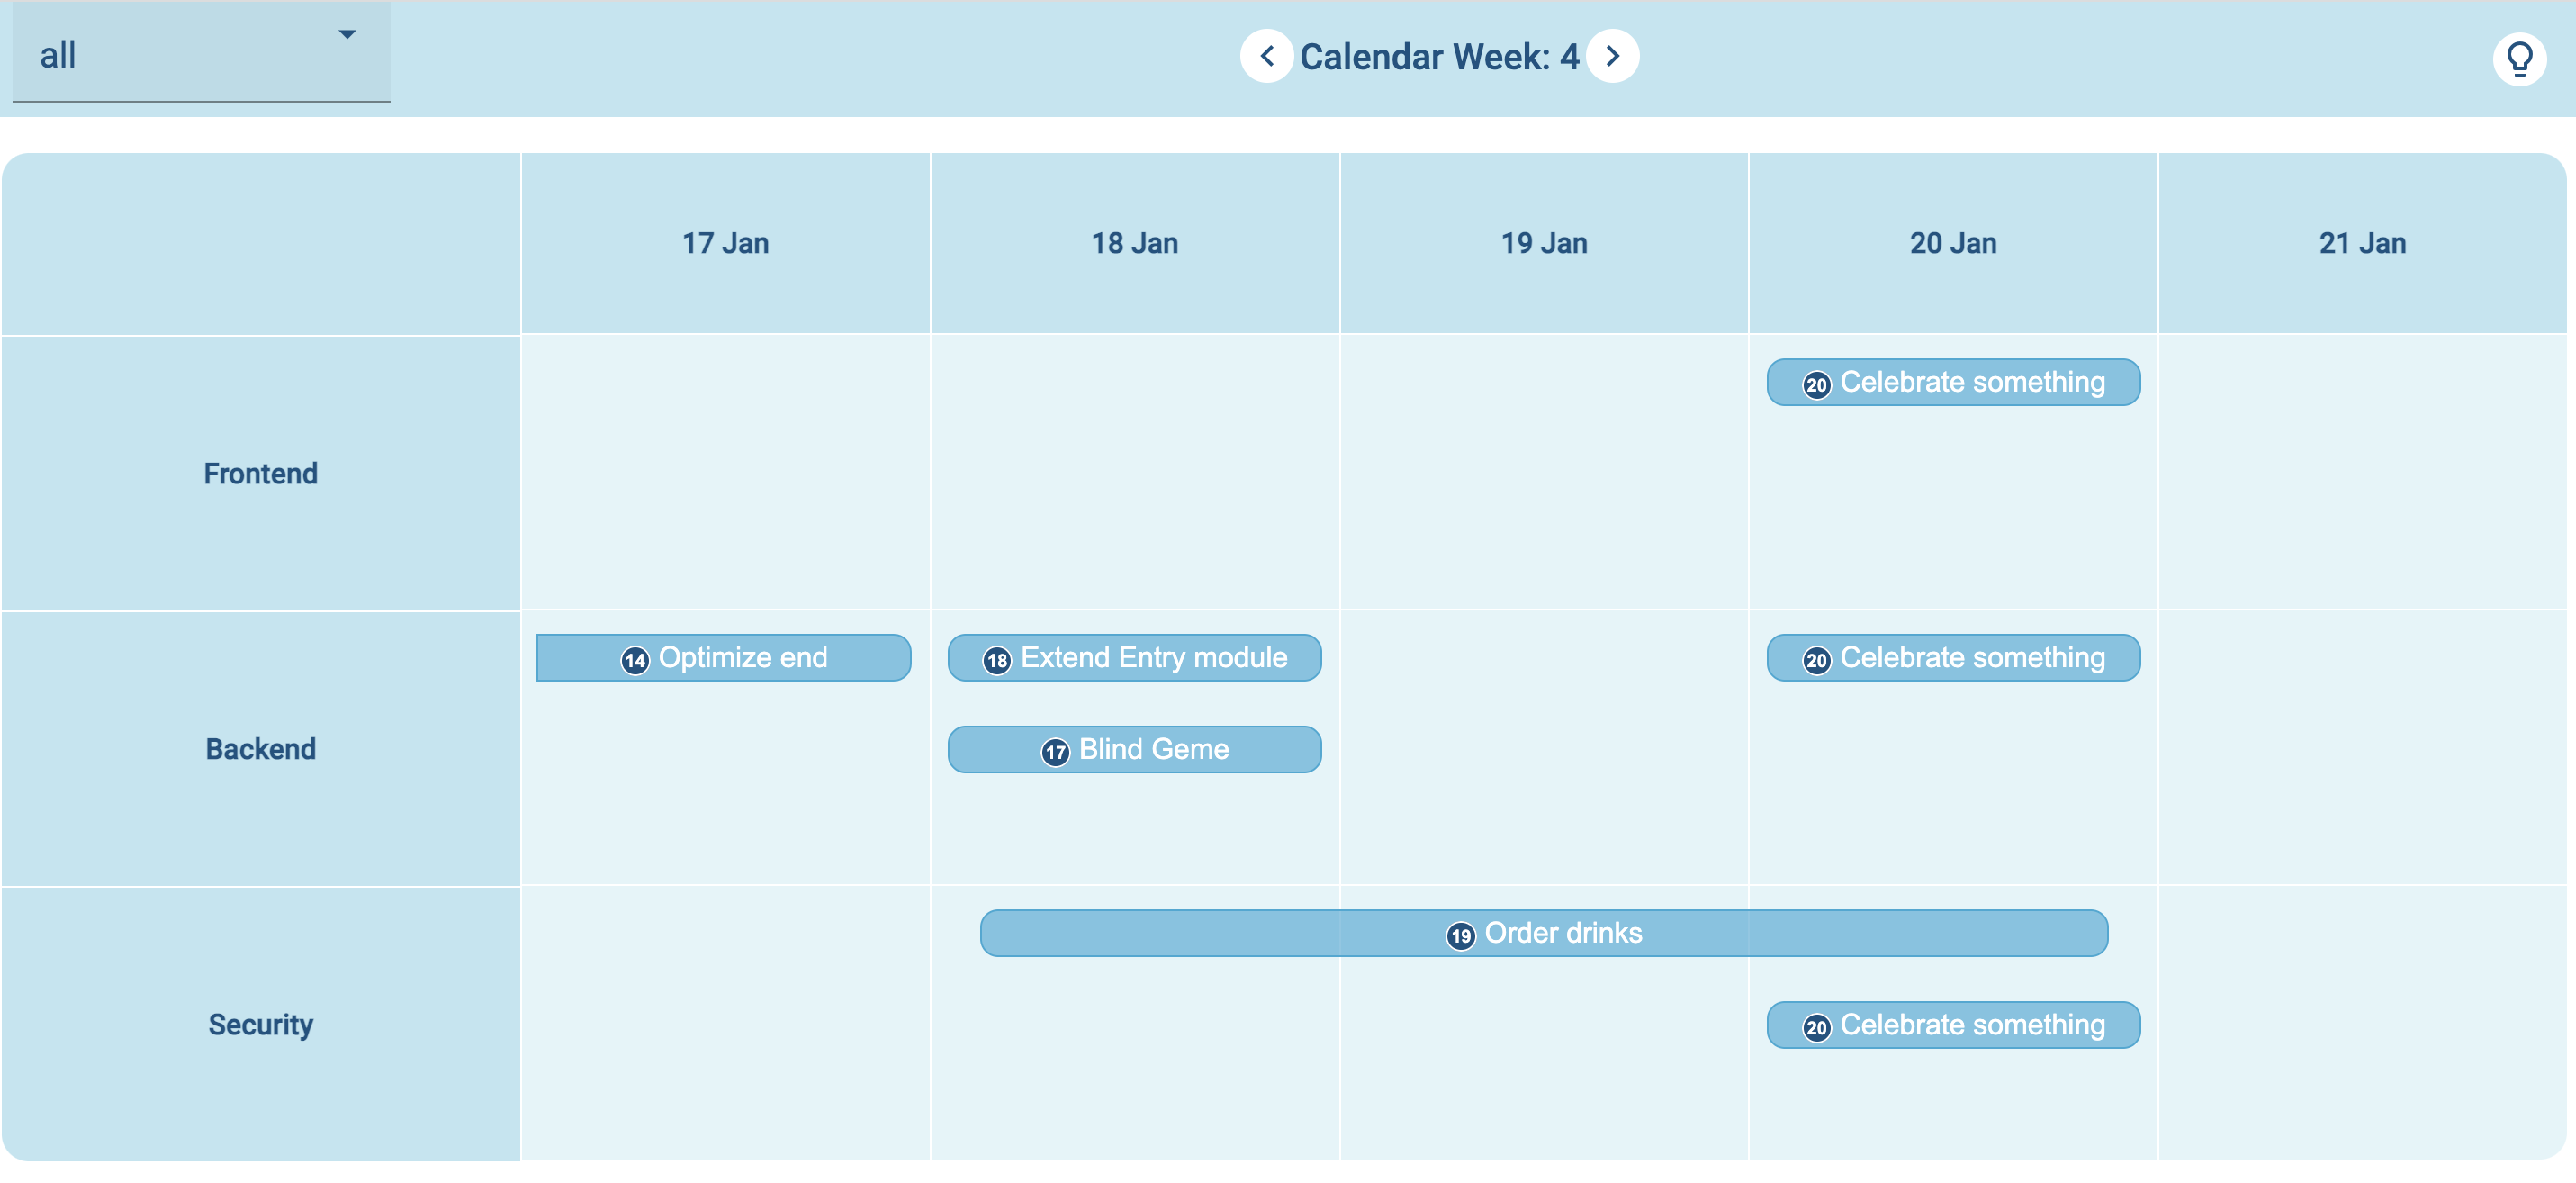 all
Calendar Week: 4
17 Jan
18 Jan
19 Jan
20 Jan
21 Jan
Frontend
20 Celebrate something
Backend
14 Optimize end
18 Extend Entry module
20 Celebrate something
17 Blind Geme
Security
19 Order drinks
20 Celebrate something